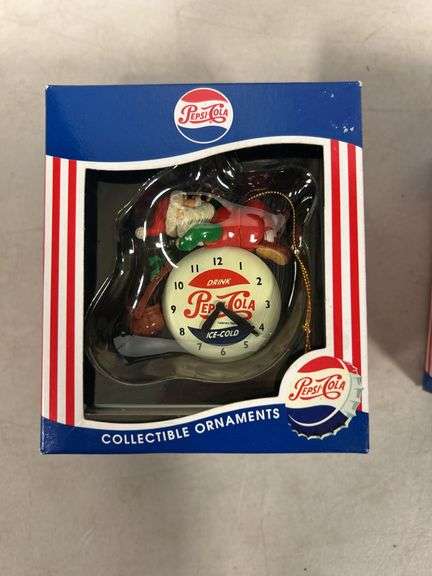 PEPSI-COLA
12
11
1
10
2
9
3
8
4
7
6
5
DRINK
PEPSI-COLA
ICE-COLD
PEPSI-COLA
COLLECTIBLE ORNAMENTS